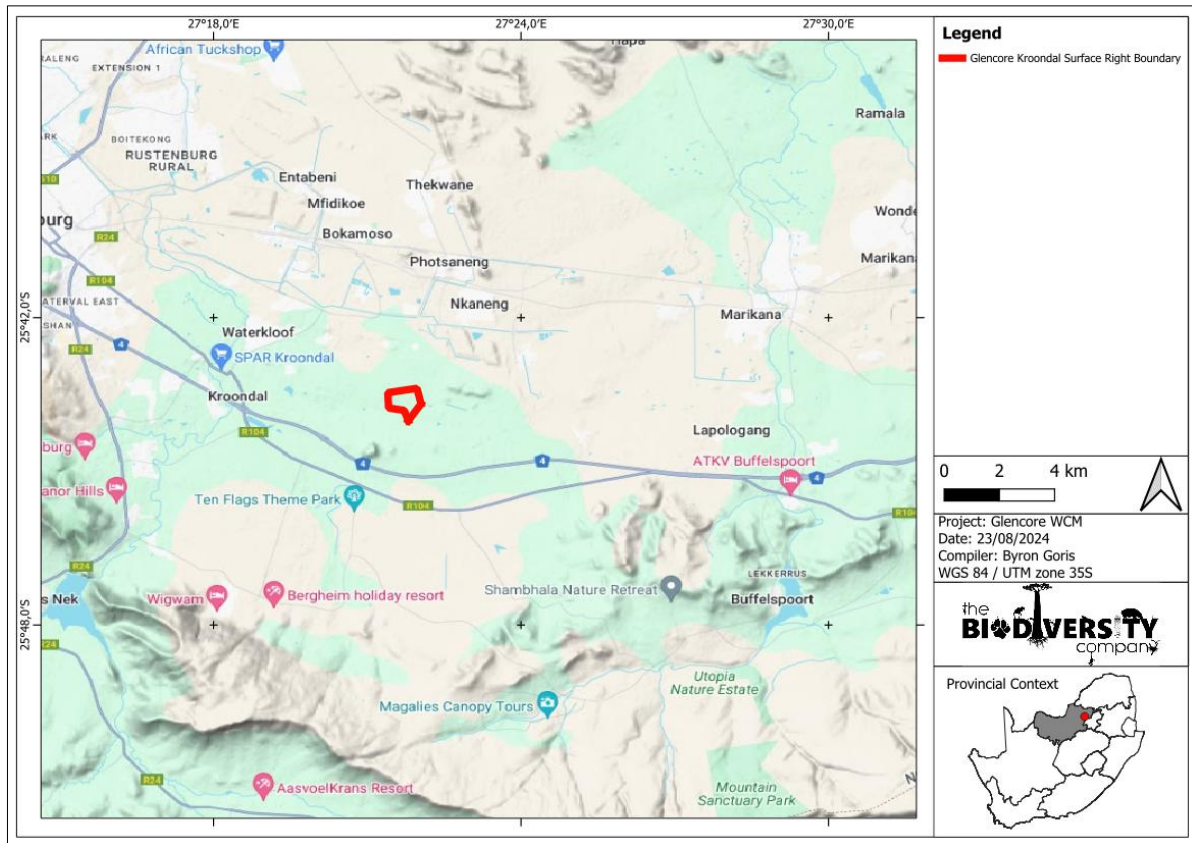 27°18,0'E
27°24,0'E
27°30,0'E
African Tuckshop
EXTENSION 1
Ramala
BOITEKONG
RUSTENBURG
RURAL
Entabeni
Thekwane
Mfidikoe
Bokamoso
R24
Photsaneng
R104
Nkaneng
Marikana
25°42,0'S
Waterkloof
4
R24
SPAR Kroondal
Kroondal
R104
Lapologang
ATKV Buffelspoort
4
4
4
Ten Flags Theme Park
R104
R24
LEKKERRUS
Shambhala Nature Retreat
Buffelspoort
Bergheim holiday resort
Wigwam
25°48,0'S
R24
Utopia
Nature Estate
Magalies Canopy Tours
R24
Mountain
Sanctuary Park
AasvoelKrans Resort
Legend
Glencore Kroondal Surface Right Boundary
0 2 4 km
Project: Glencore WCM
Date: 23/08/2024
Compiler: Byron Goris
WGS 84 / UTM zone 35S
the
BIODIVERSITY
company
Provincial Context